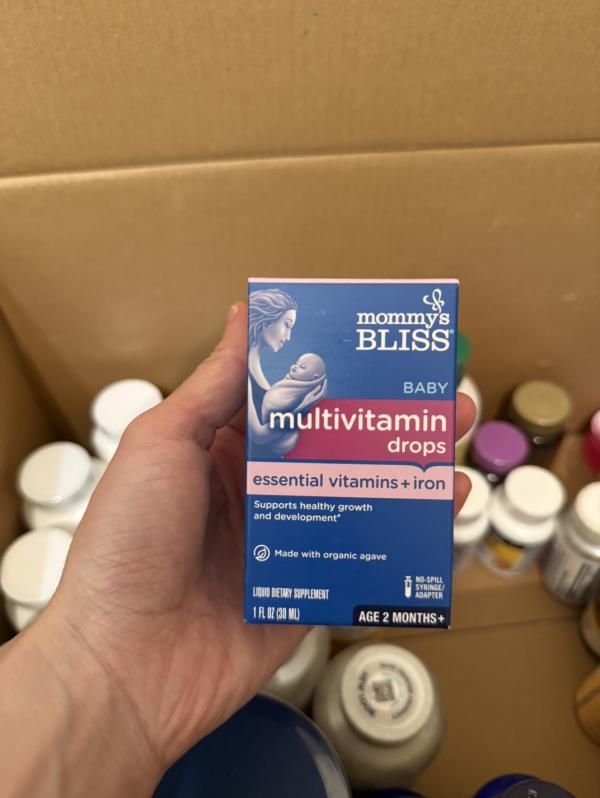 mommy's
BLISS®
BABY
multivitamin
drops
essential vitamins + iron
Supports healthy growth
and development*
Made with organic agave
LIQUID DIETARY SUPPLEMENT
1 FL OZ (30 ML)
NO-SPILL
SYRINGE/
ADAPTER
AGE 2 MONTHS+